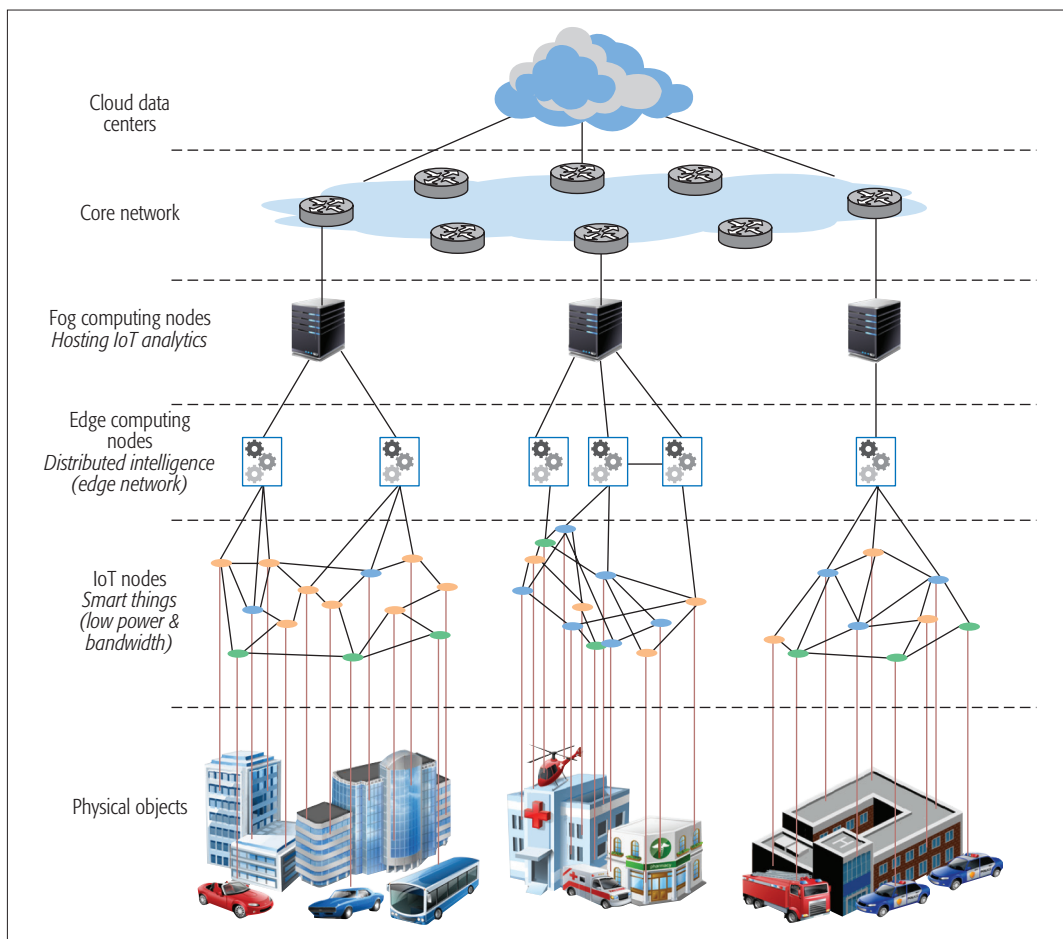 Cloud data
centers
Core network
Fog computing nodes
Hosting IoT analytics
Edge computing
nodes
Distributed intelligence
(edge network)
IoT nodes
Smart things
(low power &
bandwidth)
Physical objects
H